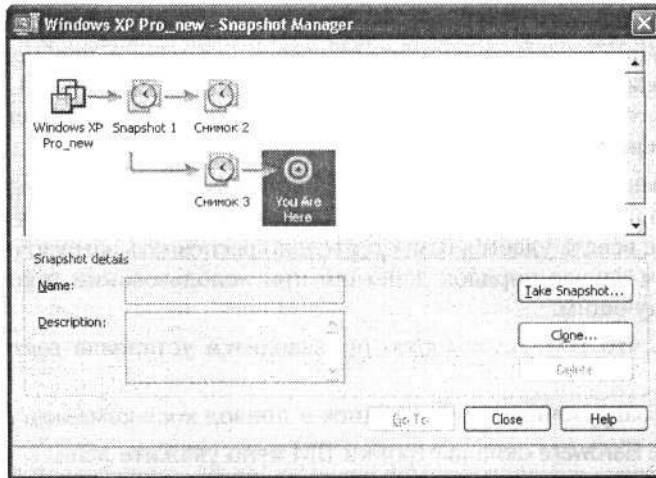 Windows XP Pro_new - Snapshot Manager
Windows XP Pro_new
Snapshot 1
Снимок 2
Снимок 3
You Are Here
Snapshot details
Name:
Description:
Take Snapshot...
Clone...
Delete
Go To
Close
Help